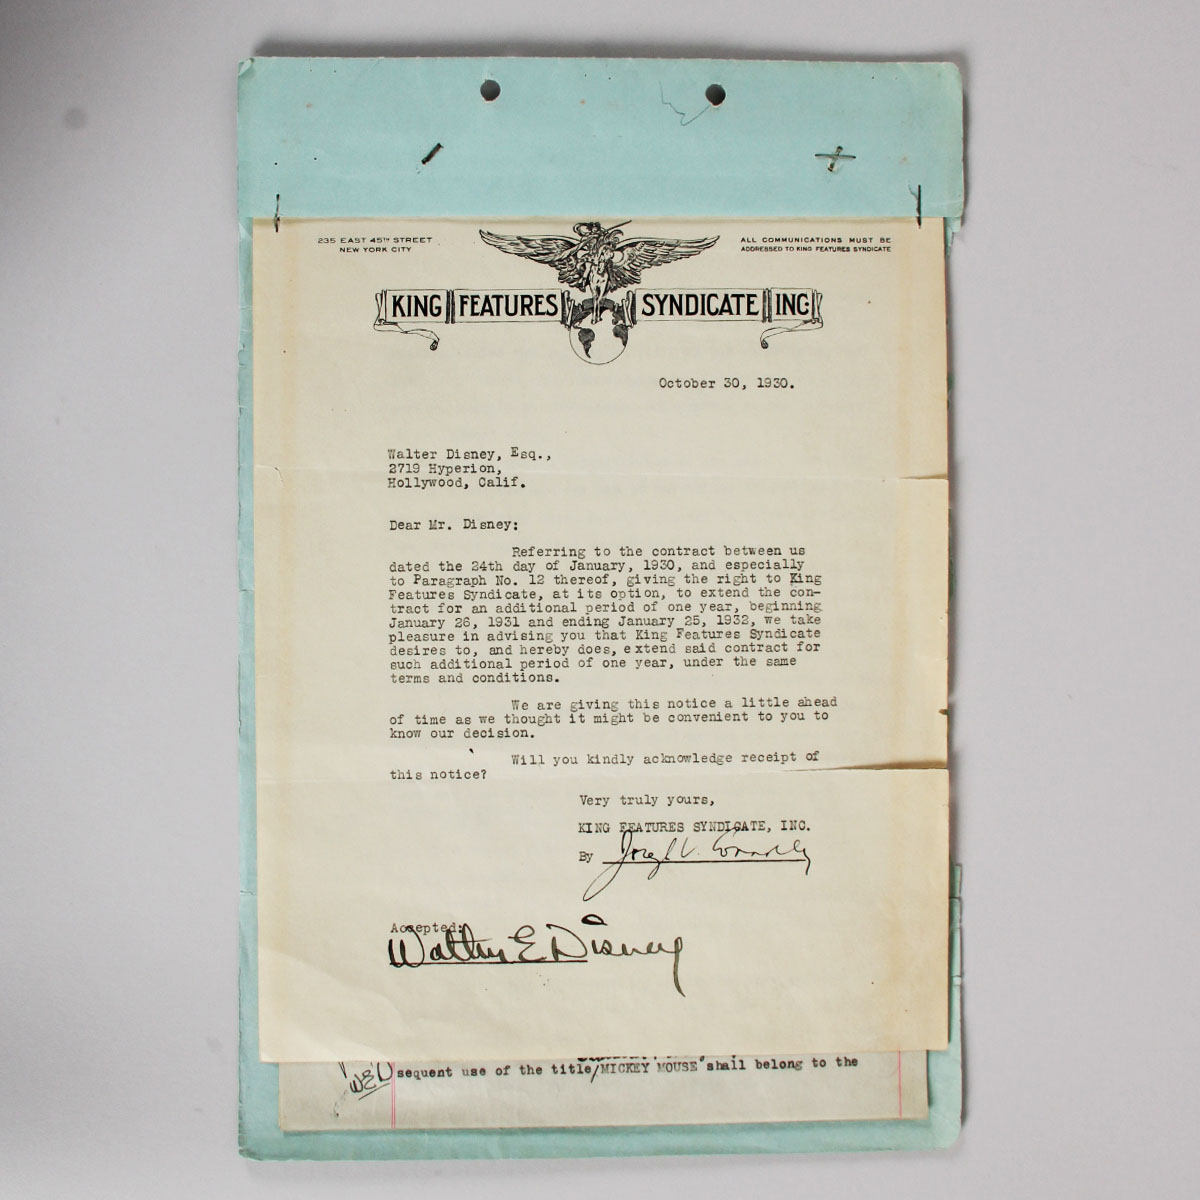 235 EAST 45TH STREET
NEW YORK CITY
ALL COMMUNICATIONS MUST BE
ADDRESSED TO KING FEATURES SYNDICATE
KING FEATURES SYNDICATE INC.
October 30, 1930.
Walter Disney, Esq.,
2719 Hyperion,
Hollywood, Calif.
Dear Mr. Disney:
Referring to the contract between us
dated the 24th day of January, 1930, and especially
to Paragraph No. 12 thereof, giving the right to King
Features Syndicate, at its option, to extend the con-
tract for an additional period of one year, beginning
January 26, 1931 and ending January 25, 1932, we take
pleasure in advising you that King Features Syndicate
desires to, and hereby does, extend said contract for
such additional period of one year, under the same
terms and conditions.
We are giving this notice a little ahead
of time as we thought it might be convenient to you to
know our decision.
Will you kindly acknowledge receipt of
this notice?
Very truly yours,
KING FEATURES SYNDICATE, INC.
By Joseph V. Connolly
Accepted:
Walter E Disney
WED
sequent use of the title "MICKEY MOUSE" shall belong to the